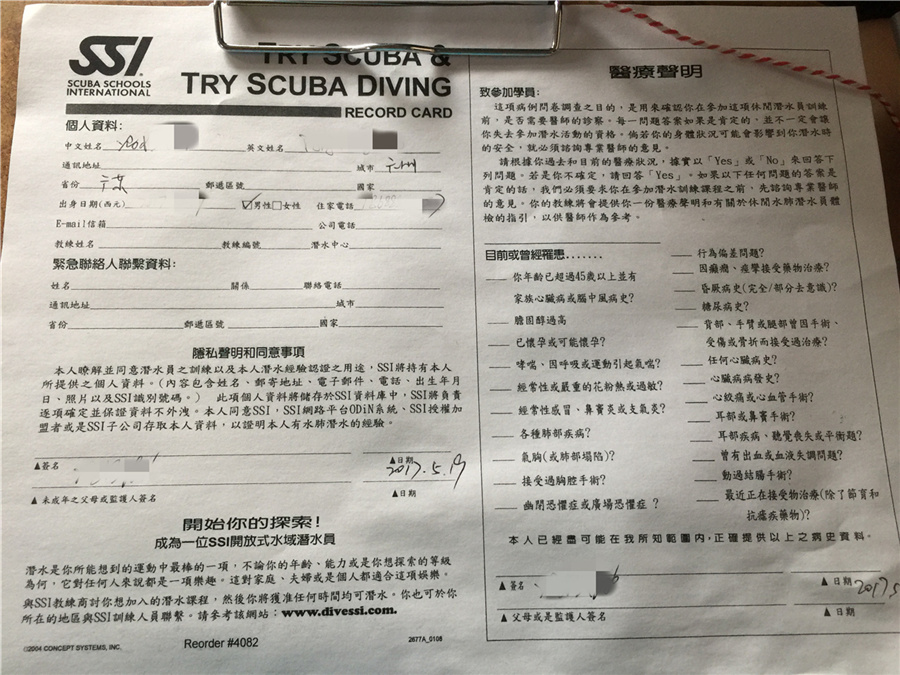 SSI
SCUBA SCHOOLS
INTERNATIONAL
TRY SCUBA &
TRY SCUBA DIVING
RECORD CARD
個人資料:
中文姓名 英文姓名
通訊地址 城市
省份 郵遞區號 國家
出身日期(西元) ☑男性□女性 住家電話
E-mail信箱 公司電話
教練姓名 教練編號 潛水中心
緊急聯絡人聯繫資料:
姓名 關係 聯絡電話
通訊地址 城市
省份 郵遞區號 國家
隱私聲明和同意事項
本人瞭解並同意潛水員之訓練以及本人潛水經驗認證之用途，SSI將持有本人
所提供之個人資料。(內容包含姓名、郵寄地址、電子郵件、電話、出生年月
日、照片以及SSI識別號碼。) 此項個人資料將儲存於SSI資料庫中，SSI將負責
逐項確定並保證資料不外洩。本人同意SSI，SSI網路平台ODiN系統、SSI授權加
盟者或是SSI子公司存取本人資料，以證明本人有水肺潛水的經驗。
▲簽名 ▲日期
2017.5.19
▲未成年之父母或監護人簽名 ▲日期
開始你的探索!
成為一位SSI開放式水域潛水員
潛水是你所能想到的運動中最棒的一項，不論你的年齡、能力或是你想探索的等級
為何，它對任何人來說都是一項樂趣。這對家庭、夫婦或是個人都適合這項娛樂。
與SSI教練商討你想加入的潛水課程，然後你將獲准任何時間均可潛水。你也可於你
所在的地區與SSI訓練人員聯繫。請參考該網站：www.divessi.com.
©2004 CONCEPT SYSTEMS, INC. Reorder #4082 2677A_0106
醫療聲明
致參加學員:
這項病例問卷調查之目的，是用來確認你在參加這項休閒潛水員訓練
前，是否需要醫師的診察。每一問題答案如果是肯定的，並不一定會讓
你失去參加潛水活動的資格。倘若你的身體狀況可能會影響到你潛水時
的安全，就必須諮詢專業醫師的意見。
請根據你過去和目前的醫療狀況，據實以「Yes」或「No」來回答下
列問題。若是你不確定，請回答「Yes」。如果以下任何問題的答案是
肯定的話，我們必須要求你在參加潛水訓練課程之前，先諮詢專業醫師
的意見。你的教練將會提供你一份醫療聲明和有關於休閒水肺潛水員體
檢的指引，以供醫師作為參考。
目前或曾經罹患.......
你年齡已超過45歲以上並有
家族心臟病或腦中風病史?
膽固醇過高
已懷孕或可能懷孕?
哮喘、因呼吸或運動引起氣喘?
經常性或嚴重的花粉熱或過敏?
經常性感冒、鼻竇炎或支氣炎?
各種肺部疾病?
氣胸(或肺部塌陷)?
接受過胸腔手術?
幽閉恐懼症或廣場恐懼症 ?
行為偏差問題?
因癲癇、痙攣接受藥物治療?
昏厥病史(完全/部分失去意識)?
糖尿病史?
背部、手臂或腿部曾因手術、
受傷或骨折而接受過治療?
任何心臟病史?
心臟病病發史?
心絞痛或心血管手術?
耳部或鼻竇手術?
耳部疾病、聽覺喪失或平衡問題?
曾有出血或血液失調問題?
動過結腸手術?
最近正在接受物治療(除了節育和
抗瘧疾藥物)?
本人已經盡可能在我所知範圍內，正確提供以上之病史資料。
▲簽名 ▲日期 2017.5
▲父母或是監護人簽名 ▲日期